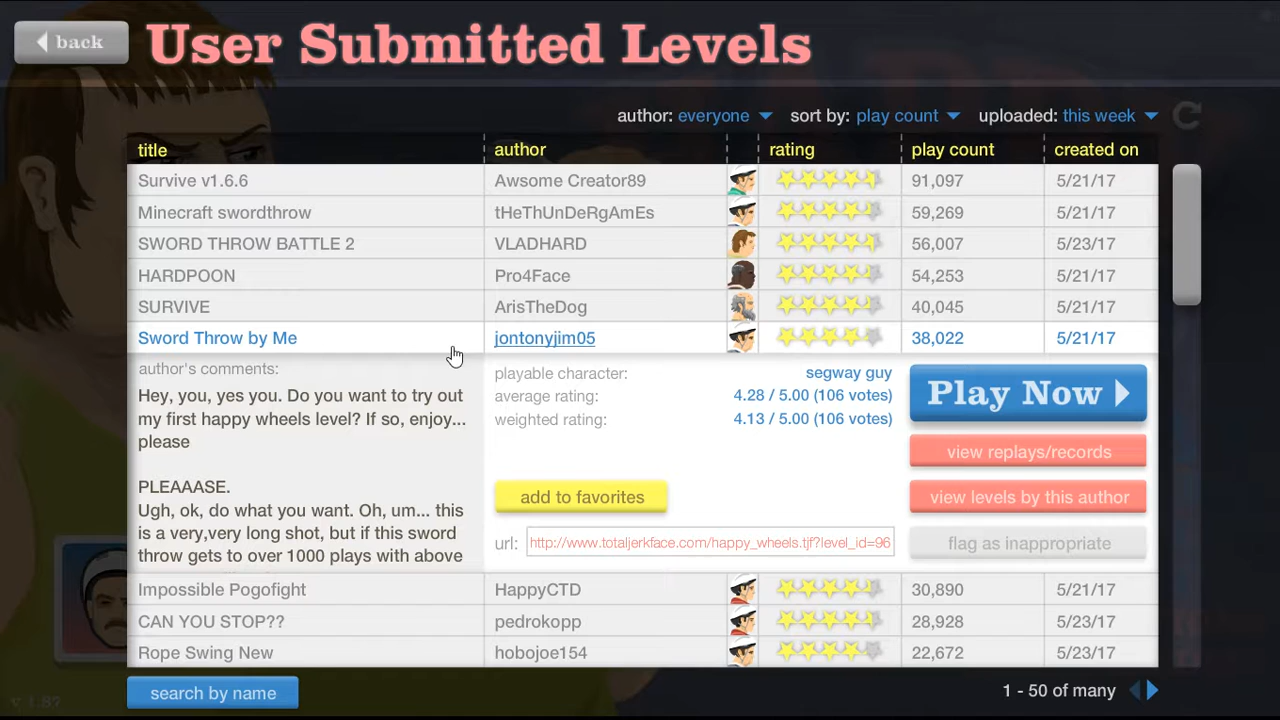 back
User Submitted Levels
author: everyone sort by: play count uploaded: this week
title author rating play count created on
Survive v1.6.6 Awsome Creator89 91,097 5/21/17
Minecraft swordthrow tHeThUnDeRgAmEs 59,269 5/21/17
SWORD THROW BATTLE 2 VLADHARD 56,007 5/23/17
HARDPOON Pro4Face 54,253 5/21/17
SURVIVE ArisTheDog 40,045 5/21/17
Sword Throw by Me jontonyjim05 38,022 5/21/17
author's comments:
Hey, you, yes you. Do you want to try out
my first happy wheels level? If so, enjoy...
please
PLEAAASE.
Ugh, ok, do what you want. Oh, um... this
is a very,very long shot, but if this sword
throw gets to over 1000 plays with above
playable character: segway guy
average rating: 4.28 / 5.00 (106 votes)
weighted rating: 4.13 / 5.00 (106 votes)
add to favorites
url: http://www.totaljerkface.com/happy_wheels.tjf?level_id=96
Play Now
view replays/records
view levels by this author
flag as inappropriate
Impossible Pogofight HappyCTD 30,890 5/21/17
CAN YOU STOP?? pedrokopp 28,928 5/23/17
Rope Swing New hobojoe154 22,672 5/23/17
search by name
1 - 50 of many
v 1.87